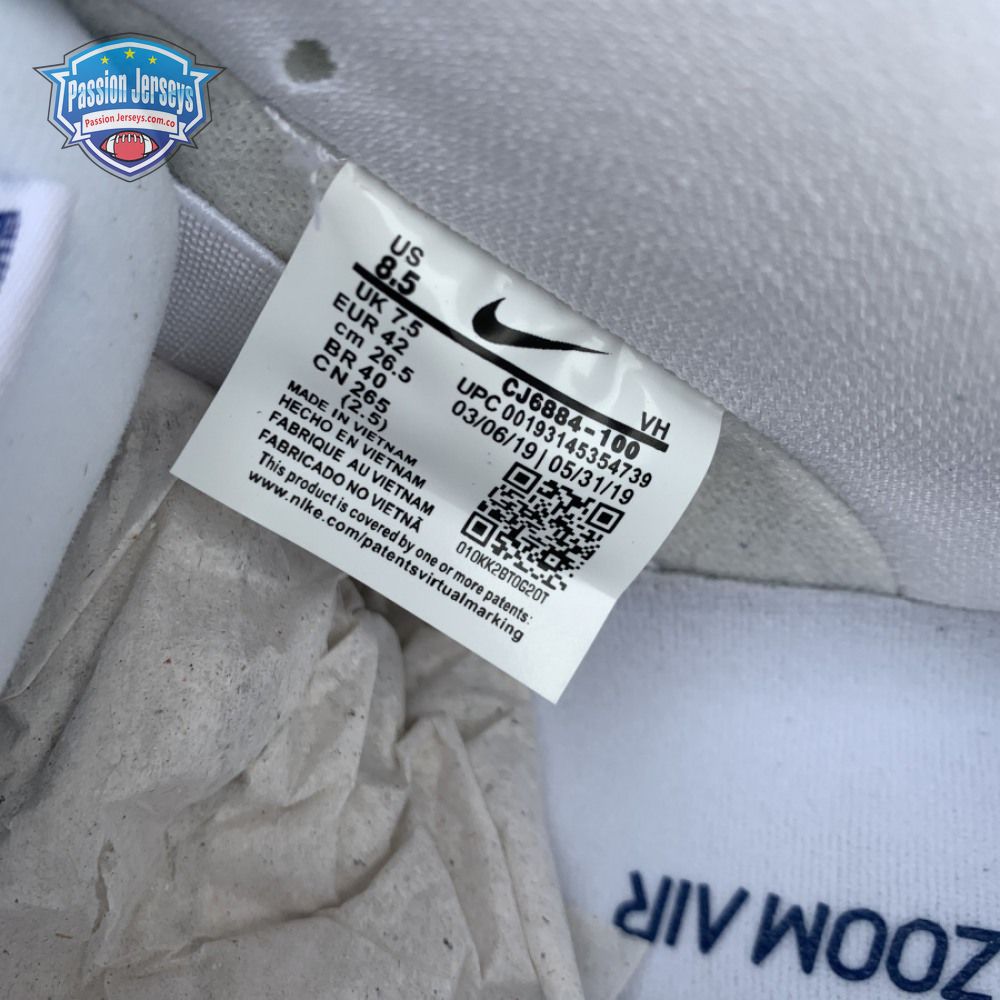 Passion Jerseys
Passion Jerseys.com.co
US
8.5
UK 7.5
EUR 42
cm 26.5
BR 40
CN 265
(2.5)
VH
CJ6884-100
UPC 00193145354739
03/06/19 | 05/31/19
MADE IN VIETNAM
HECHO EN VIETNAM
FABRIQUE AU VIETNAM
FABRICADO NO VIETNÃ
010KK2BT0G20T
This product is covered by one or more patents:
www.nike.com/patentsvirtualmarking
ZOOM AIR